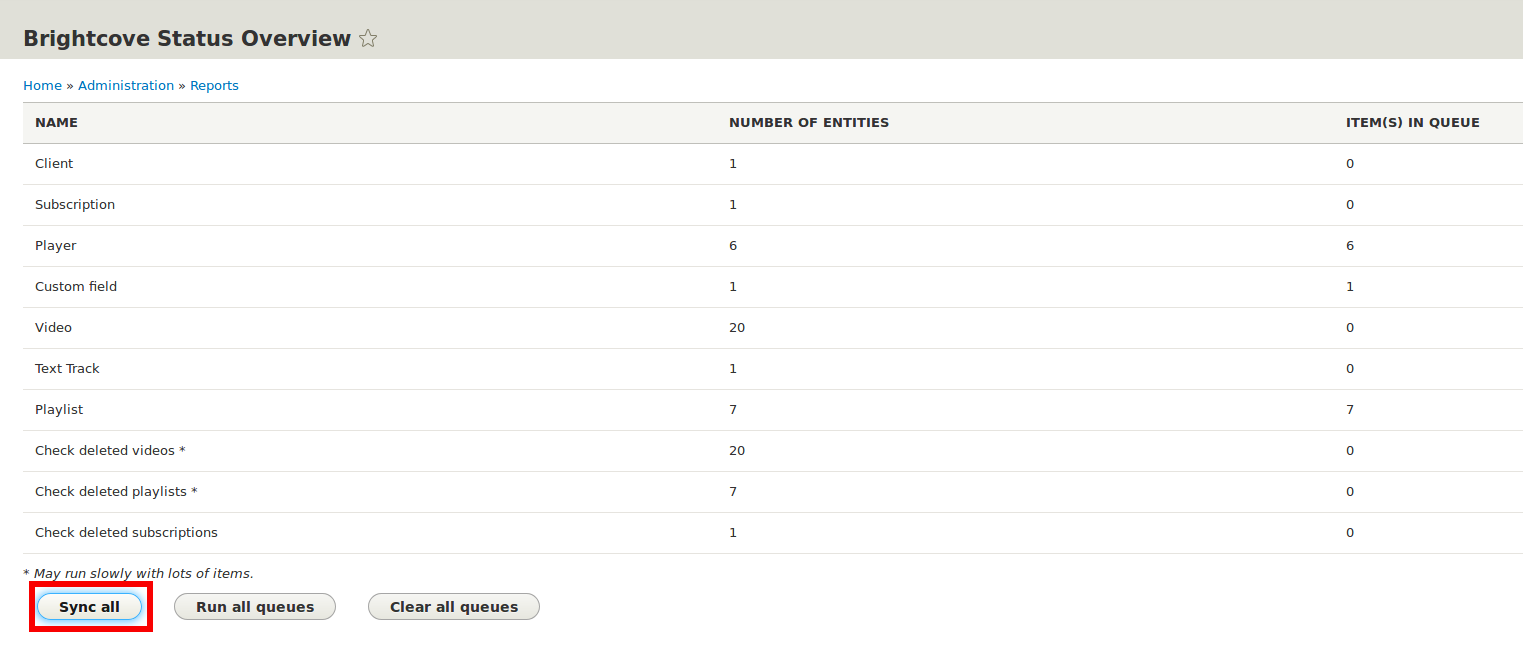 Brightcove Status Overview
Home » Administration » Reports
NAME NUMBER OF ENTITIES ITEM(S) IN QUEUE
Client 1 0
Subscription 1 0
Player 6 6
Custom field 1 1
Video 20 0
Text Track 1 0
Playlist 7 7
Check deleted videos * 20 0
Check deleted playlists * 7 0
Check deleted subscriptions 1 0
* May run slowly with lots of items.
Sync all Run all queues Clear all queues